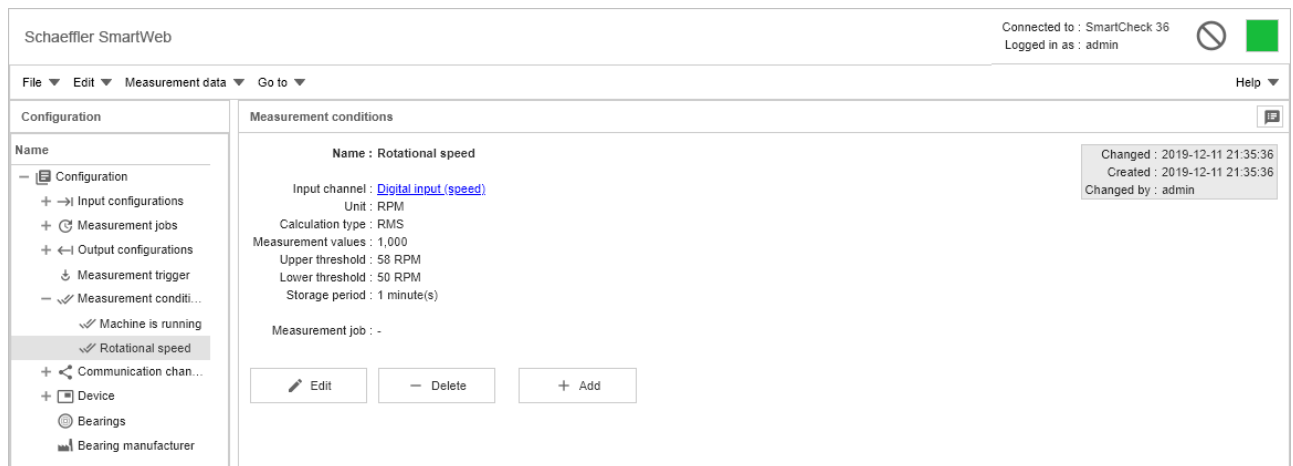 Schaeffler SmartWeb
Connected to : SmartCheck 36
Logged in as : admin
File Edit Measurement data Go to Help
Configuration
Name
Configuration
Input configurations
Measurement jobs
Output configurations
Measurement trigger
Measurement conditi...
Machine is running
Rotational speed
Communication chan...
Device
Bearings
Bearing manufacturer
Measurement conditions
Name : Rotational speed
Input channel : Digital input (speed)
Unit : RPM
Calculation type : RMS
Measurement values : 1,000
Upper threshold : 58 RPM
Lower threshold : 50 RPM
Storage period : 1 minute(s)
Measurement job : -
Edit Delete Add
Changed : 2019-12-11 21:35:36
Created : 2019-12-11 21:35:36
Changed by : admin